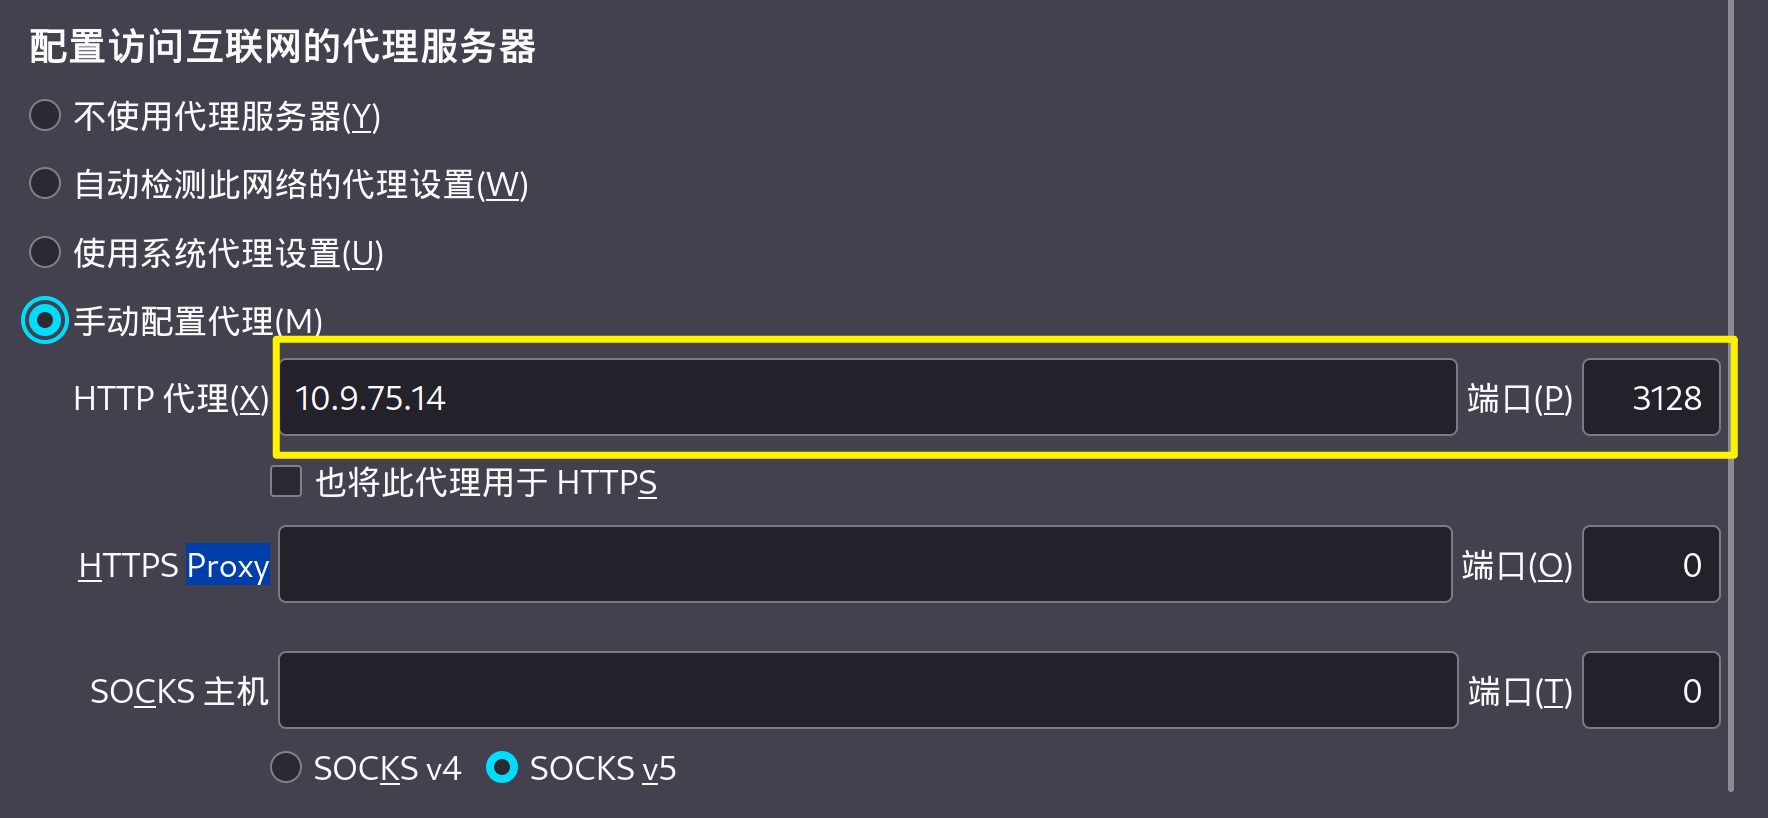 配置访问互联网的代理服务器
不使用代理服务器(Y)
自动检测此网络的代理设置(W)
使用系统代理设置(U)
手动配置代理(M)
HTTP 代理(X) 10.9.75.14 端口(P) 3128
也将此代理用于 HTTPS
HTTPS Proxy 端口(O) 0
SOCKS 主机 端口(T) 0
SOCKS v4 SOCKS v5